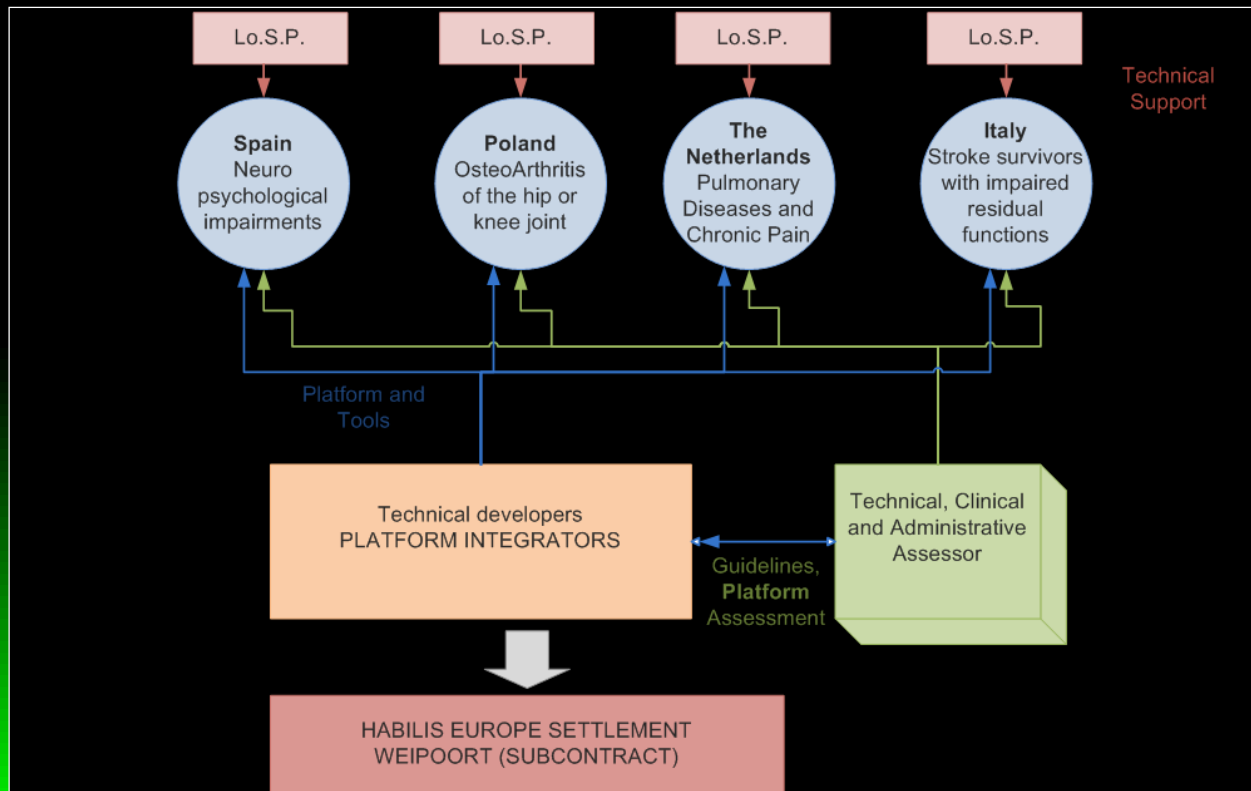 Lo.S.P.
Lo.S.P.
Lo.S.P.
Lo.S.P.
Technical
Support
Spain
Neuro
psychological
impairments
Poland
OsteoArthritis
of the hip or
knee joint
The
Netherlands
Pulmonary
Diseases and
Chronic Pain
Italy
Stroke survivors
with impaired
residual
functions
Platform and
Tools
Technical developers
PLATFORM INTEGRATORS
Guidelines,
Platform
Assessment
Technical, Clinical
and Administrative
Assessor
HABILIS EUROPE SETTLEMENT
WEIPOORT (SUBCONTRACT)